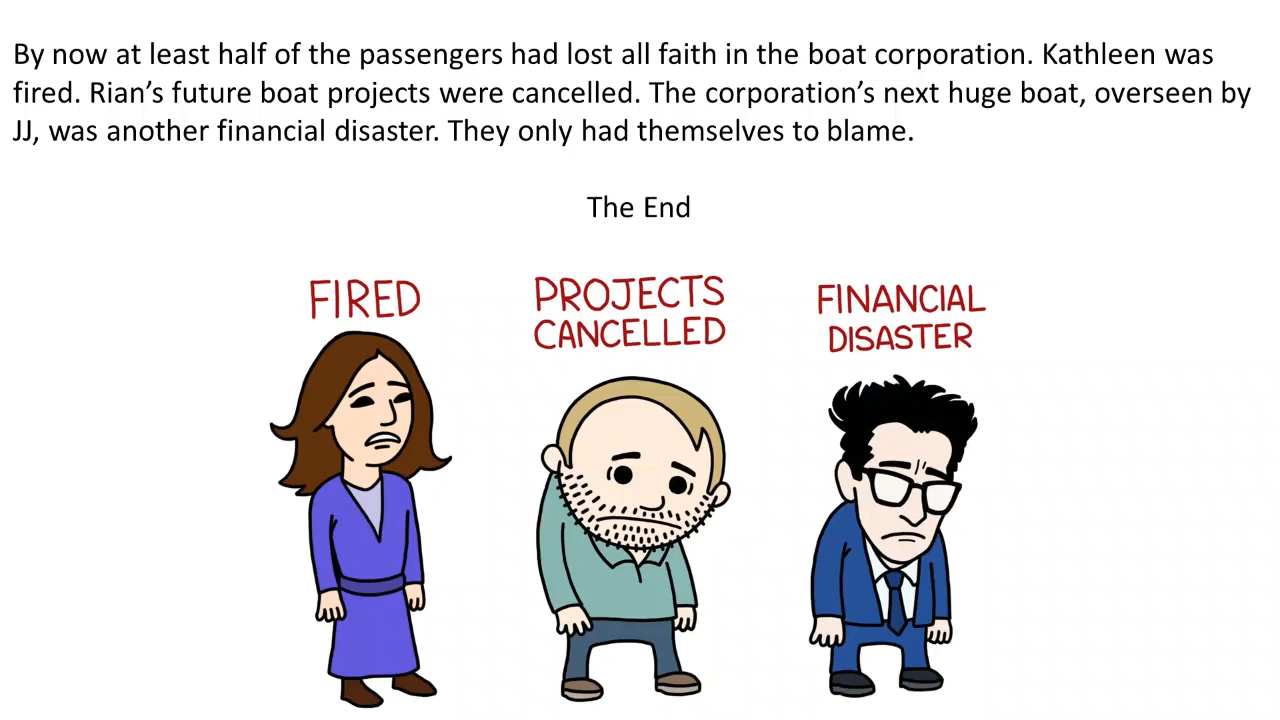 By now at least half of the passengers had lost all faith in the boat corporation. Kathleen was
fired. Rian’s future boat projects were cancelled. The corporation’s next huge boat, overseen by
JJ, was another financial disaster. They only had themselves to blame.
The End
FIRED
PROJECTS
CANCELLED
FINANCIAL
DISASTER